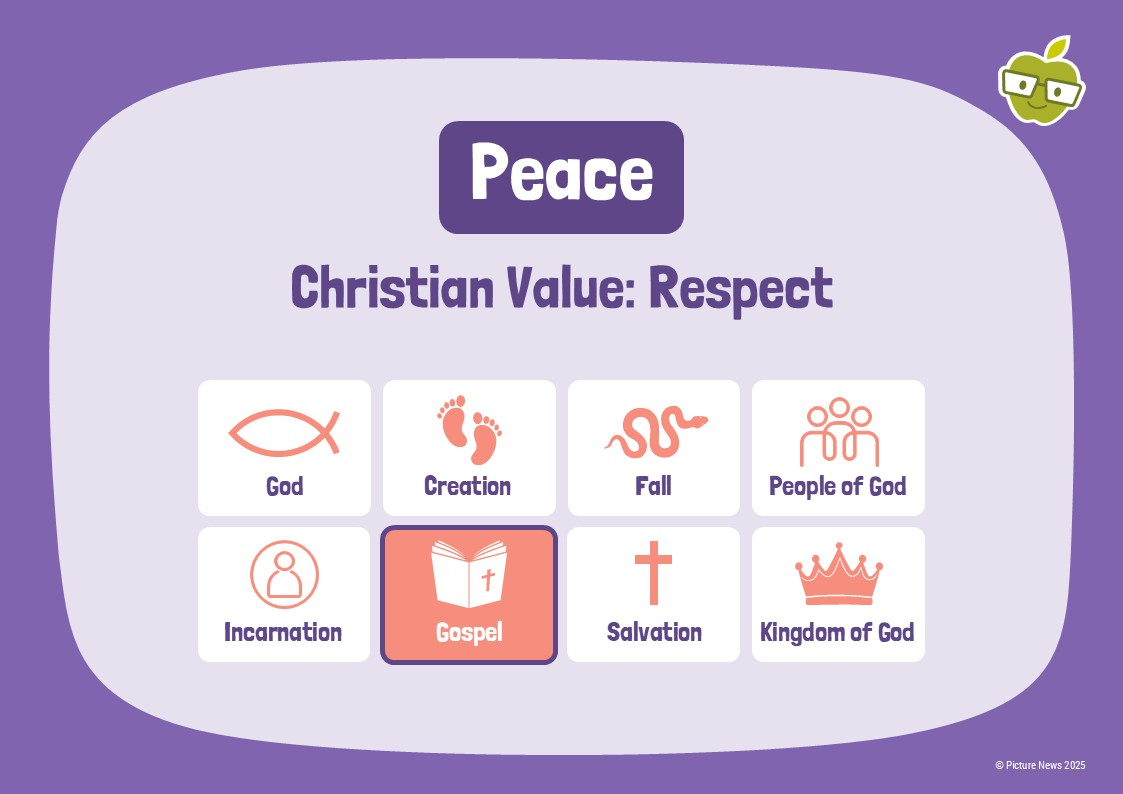 Peace
Christian Value: Respect
God
Creation
Fall
People of God
Incarnation
Gospel
Salvation
Kingdom of God
© Picture News 2025